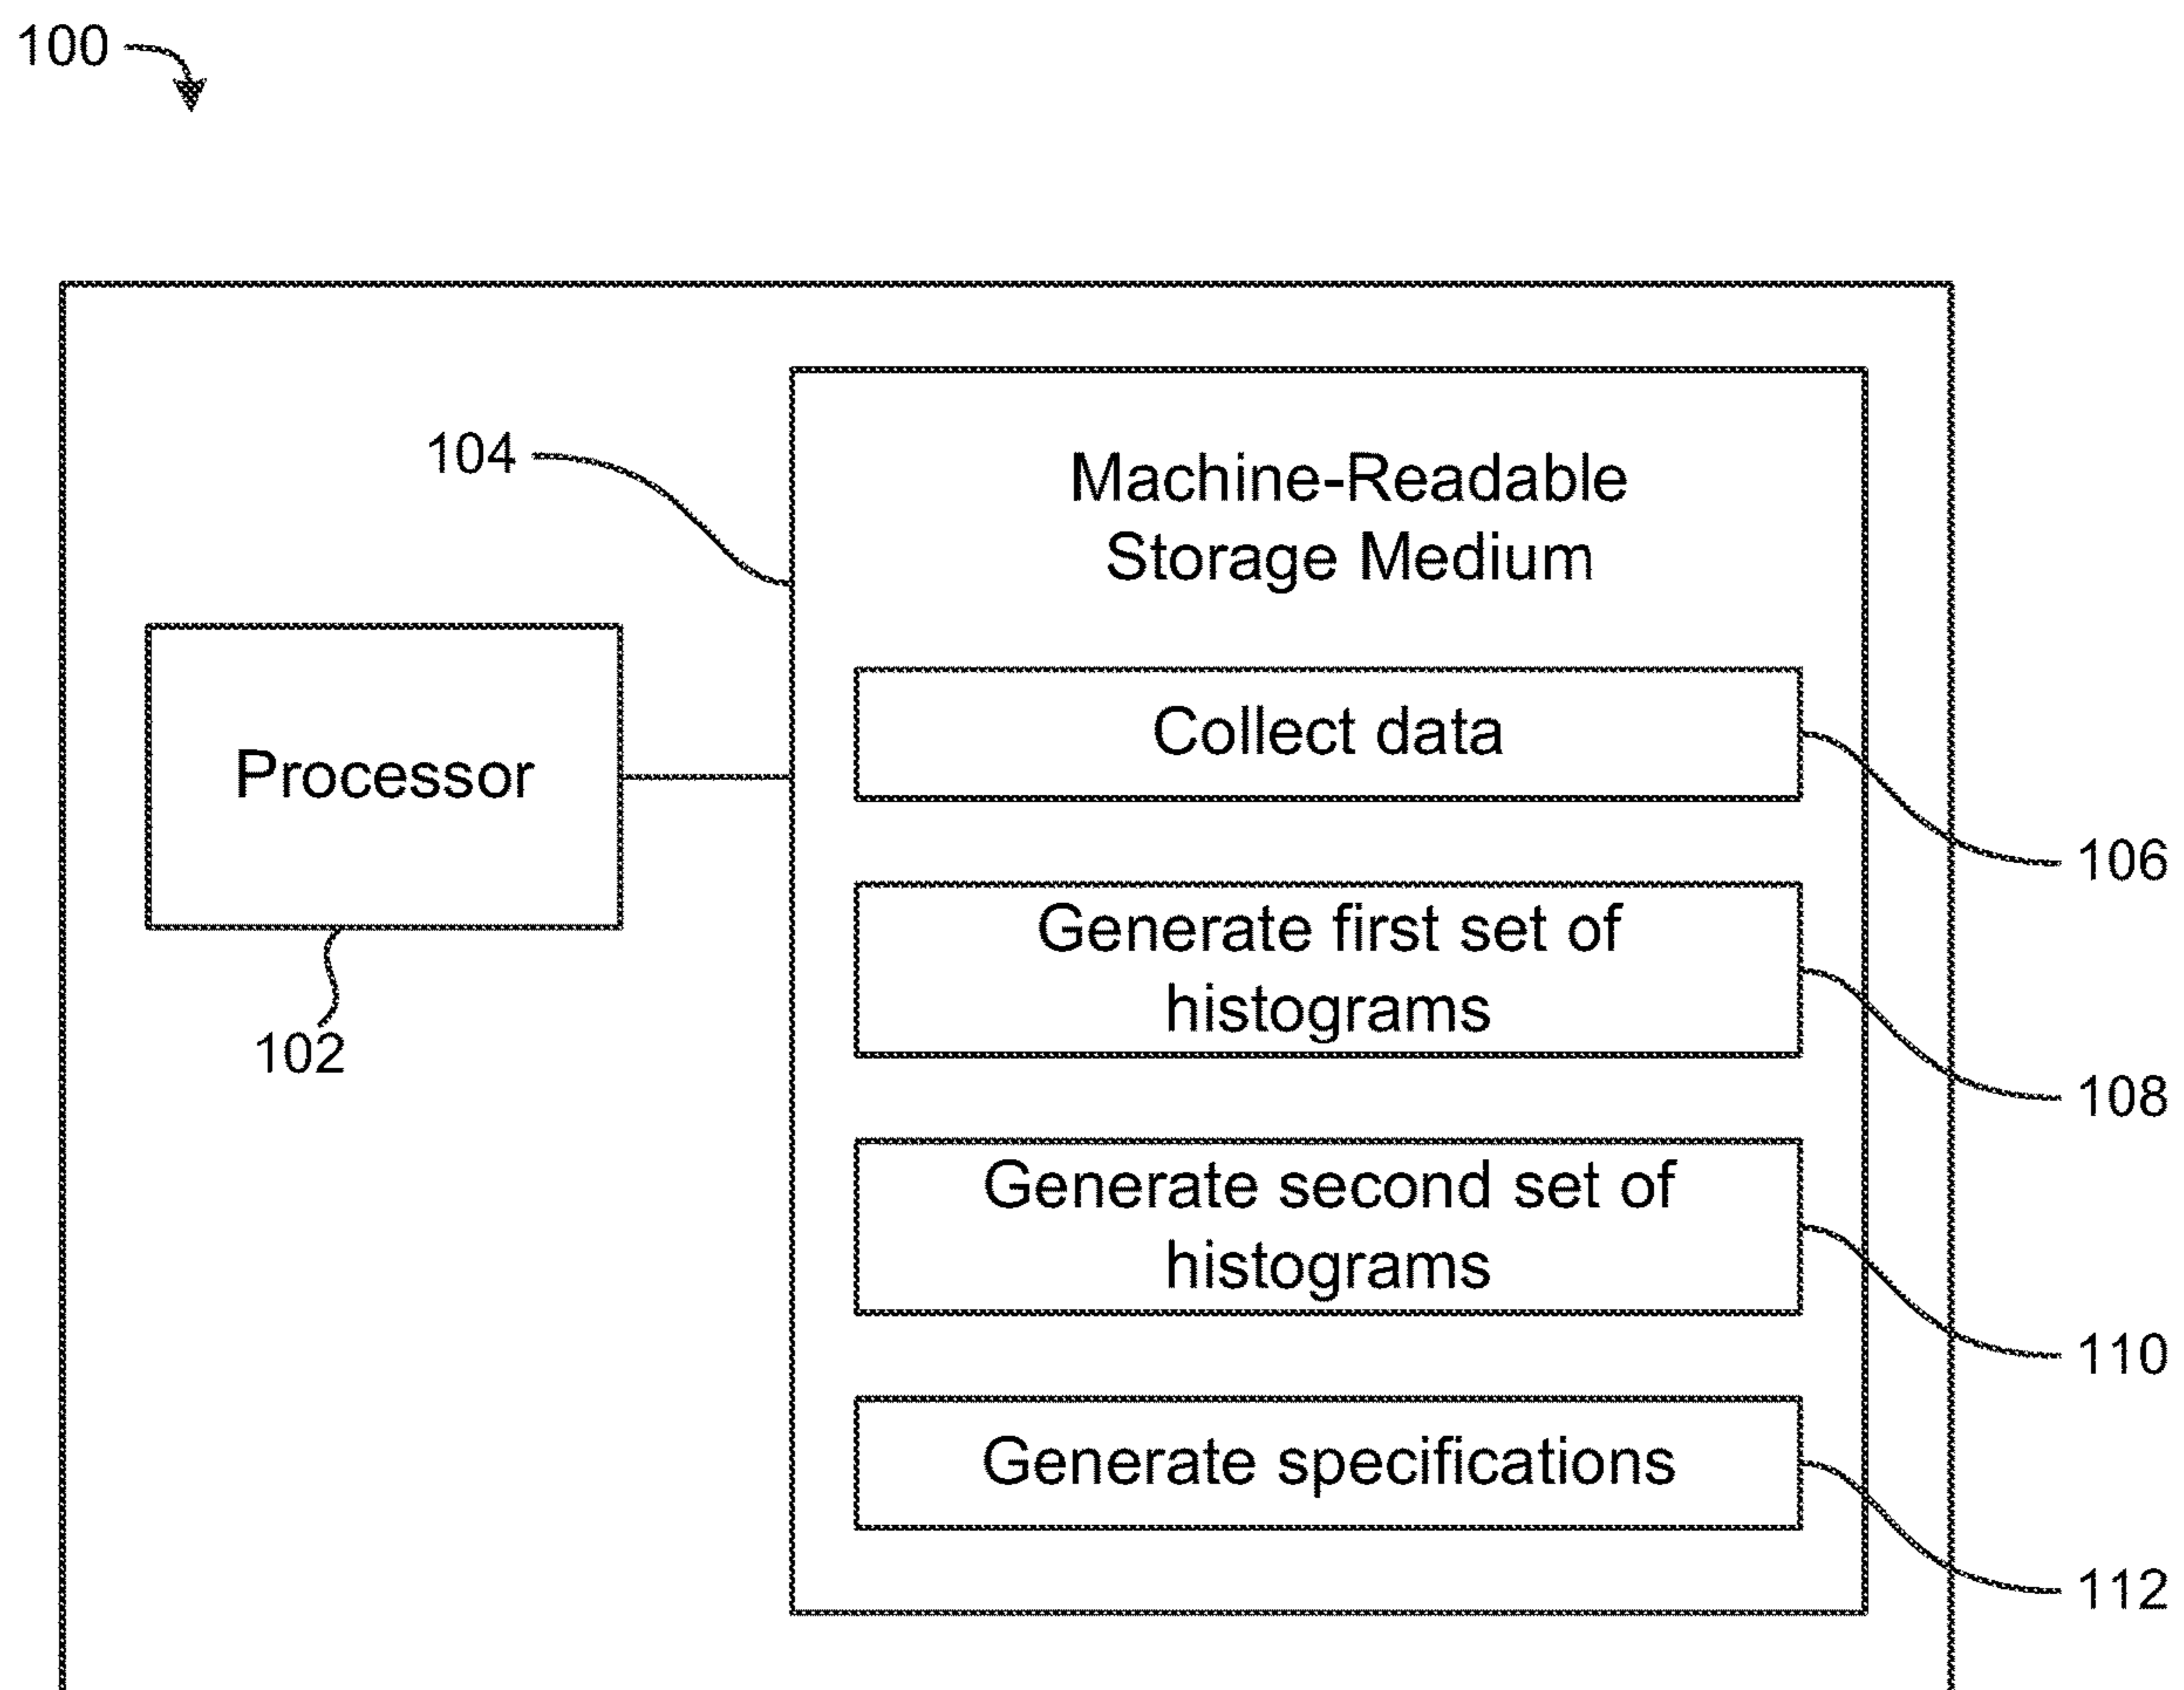 100
104
Machine-Readable
Storage Medium
Processor
102
Collect data
106
Generate first set of
histograms
108
Generate second set of
histograms
110
Generate specifications
112